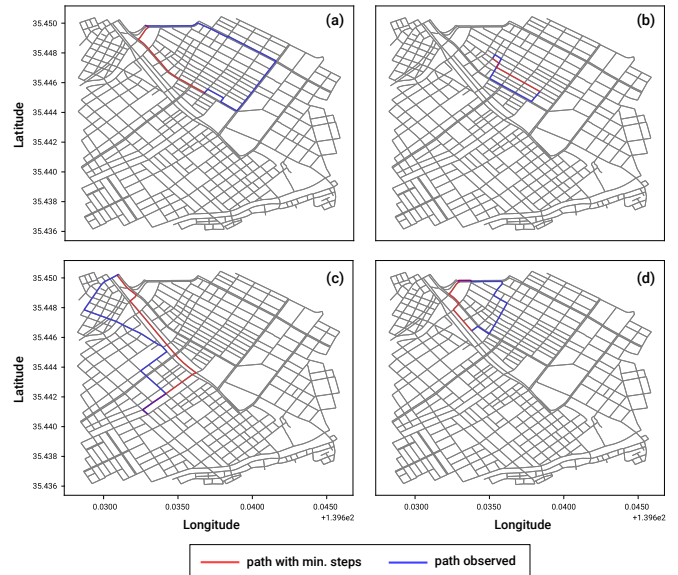 (a)
(b)
35.450
35.448
35.446
35.444
35.442
35.440
35.438
35.436
Latitude
(c)
(d)
35.450
35.448
35.446
35.444
35.442
35.440
35.438
35.436
Latitude
0.0300 0.0350 0.0400 0.0450
0.0300 0.0350 0.0400 0.0450
+1.396e2
+1.396e2
Longitude
Longitude
path with min. steps path observed